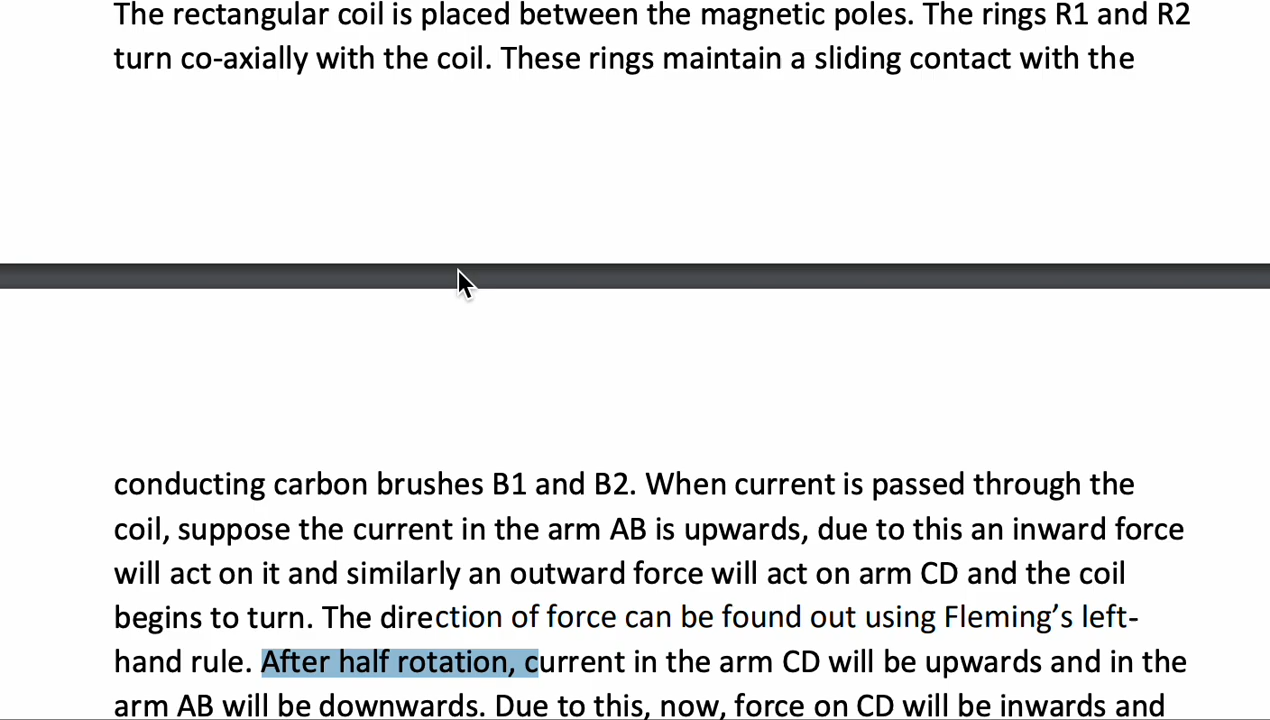 The rectangular coil is placed between the magnetic poles. The rings R1 and R2
turn co-axially with the coil. These rings maintain a sliding contact with the
conducting carbon brushes B1 and B2. When current is passed through the
coil, suppose the current in the arm AB is upwards, due to this an inward force
will act on it and similarly an outward force will act on arm CD and the coil
begins to turn. The direction of force can be found out using Fleming’s left-
hand rule. After half rotation, current in the arm CD will be upwards and in the
arm AB will be downwards. Due to this, now, force on CD will be inwards and